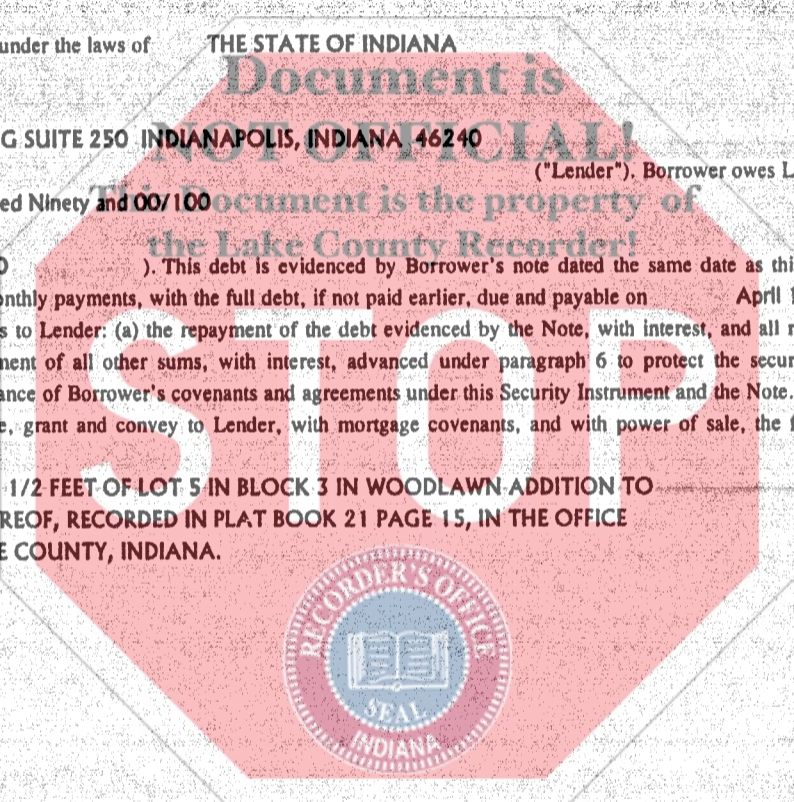 under the laws of THE STATE OF INDIANA
Document is
G SUITE 250 INDIANAPOLIS, INDIANA 46240
NOT OFFICIAL!
("Lender"). Borrower owes L
ed Ninety and 00/100
This Document is the property of
the Lake County Recorder!
). This debt is evidenced by Borrower's note dated the same date as thi
onthly payments, with the full debt, if not paid earlier, due and payable on April 1
s to Lender: (a) the repayment of the debt evidenced by the Note, with interest, and all r
ment of all other sums, with interest, advanced under paragraph 6 to protect the secur
ance of Borrower's covenants and agreements under this Security Instrument and the Note.
e, grant and convey to Lender, with mortgage covenants, and with power of sale, the f
STOP
1/2 FEET OF LOT 5 IN BLOCK 3 IN WOODLAWN ADDITION TO
REOF, RECORDED IN PLAT BOOK 21 PAGE 15, IN THE OFFICE
E COUNTY, INDIANA.
RECORDER'S OFFICE
SEAL
INDIANA